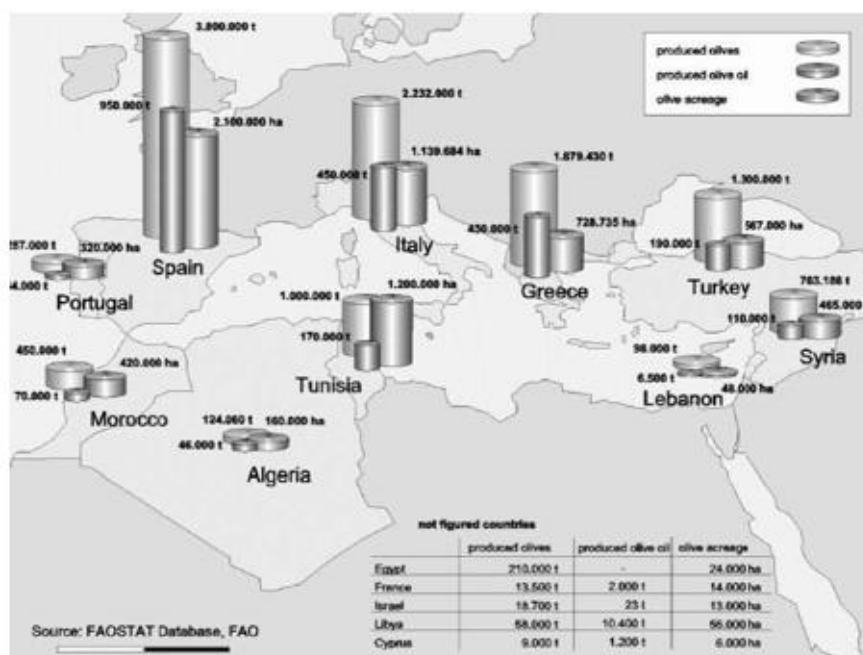 3.800.000 t
produced olives
produced olive oil
olive acreage
950.000 t
2.100.000 ha
Spain
2.232.000 t
450.000 t
1.139.684 ha
Italy
1.879.430 t
430.000 t
728.735 ha
Greece
1.300.000 t
190.000 t
567.000 ha
Turkey
320.000 ha
Portugal
1.000.000 t
1.200.000 ha
170.000 t
Tunisia
465.000
110.000 t
Syria
6.500 t
48.000 ha
Lebanon
450.000 t
420.000 ha
70.000 t
Morocco
124.060 t
160.000 ha
46.000 t
Algeria
not figured countries
produced olives produced olive oil olive acreage
Egypt 210.000 t - 24.000 ha
France 13.500 t 2.000 t 14.000 ha
Israel 18.700 t 23 t 13.000 ha
Libya 10.400 t
Cyprus 9.000 t 1.200 t 6.000 ha
Source: FAOSTAT Database, FAO